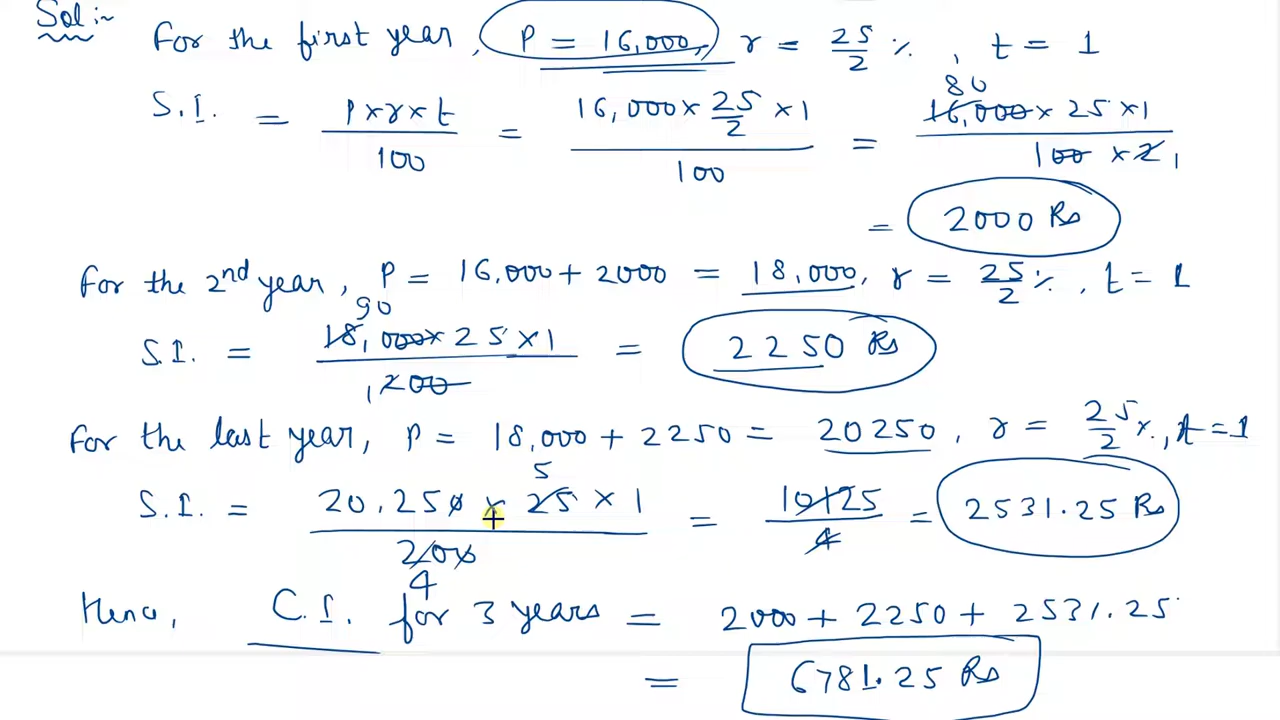 Sol :-
For the first year, P = 16,000, r = 25/2 %, t = 1
S.I. = P×r×t/100 = 16,000× 25/2 ×1/100 = 80 16,000× 25×1/100 ×2 1
= 2000 Rs
For the 2nd year, P = 16,000+ 2000 = 18,000, r = 25/2 %, t = 1
90
S.I. = 18,000× 25 ×1/1 200 = 2250 Rs
For the last year, P = 18,000 + 2250 = 20250, r = 25/2 %, t = 1
5
S.I. = 20,250 × 25 × 1/200 = 10125/4 = 2531.25 Rs
4
Hence, C.I. for 3 years = 2000 + 2250 + 2531.25
= 6781.25 Rs